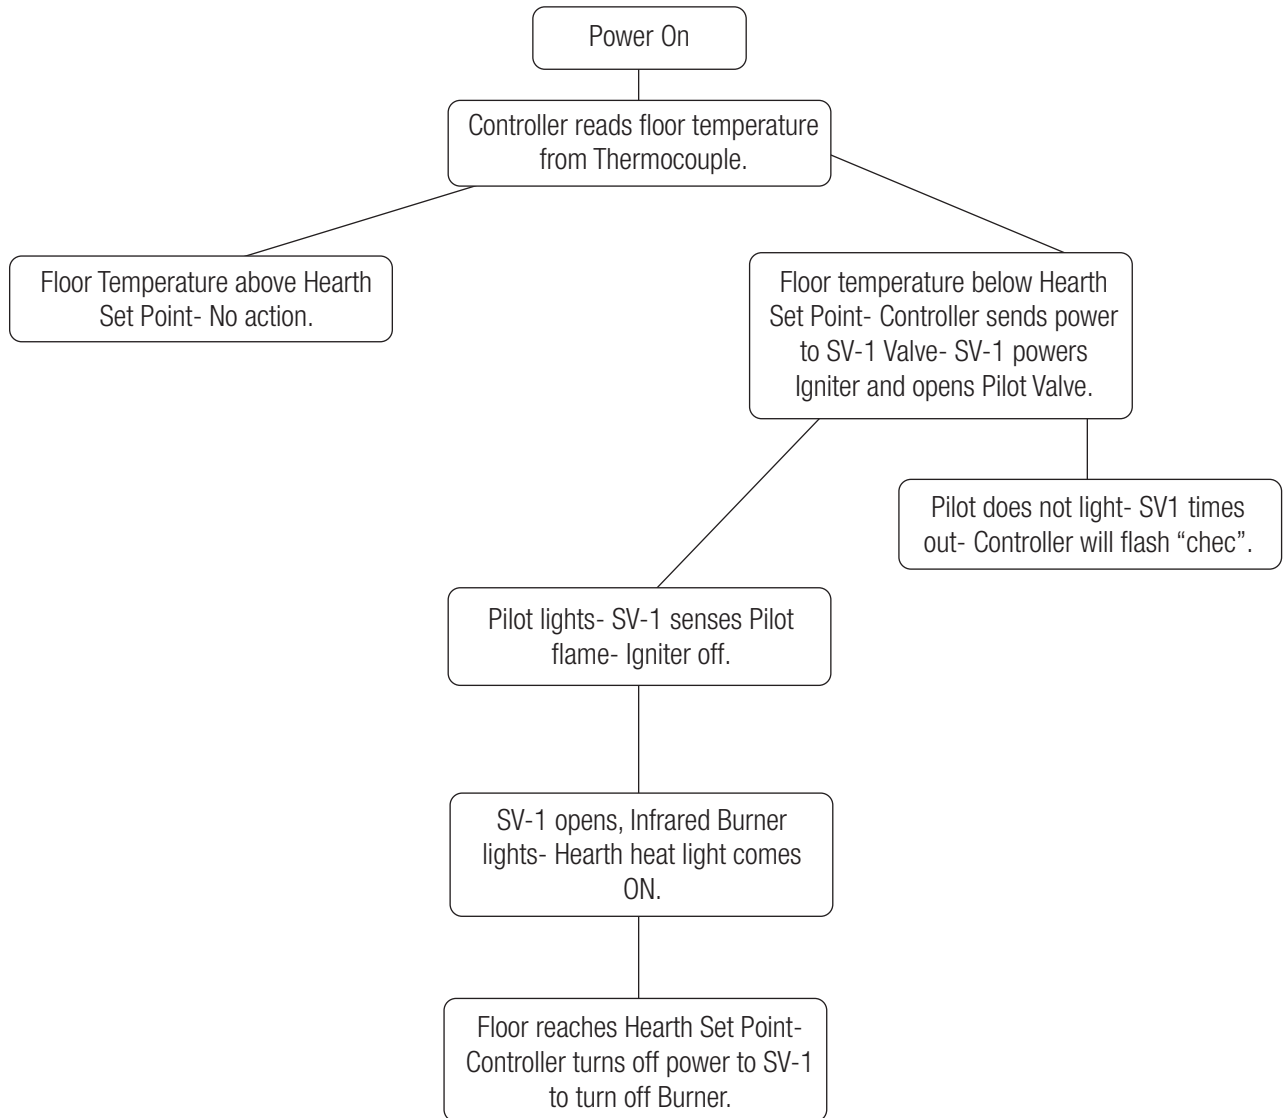 Power On
Controller reads floor temperature
from Thermocouple.
Floor Temperature above Hearth
Set Point- No action.
Floor temperature below Hearth
Set Point- Controller sends power
to SV-1 Valve- SV-1 powers
Igniter and opens Pilot Valve.
Pilot does not light- SV1 times
out- Controller will flash “chec”.
Pilot lights- SV-1 senses Pilot
flame- Igniter off.
SV-1 opens, Infrared Burner
lights- Hearth heat light comes
ON.
Floor reaches Hearth Set Point-
Controller turns off power to SV-1
to turn off Burner.